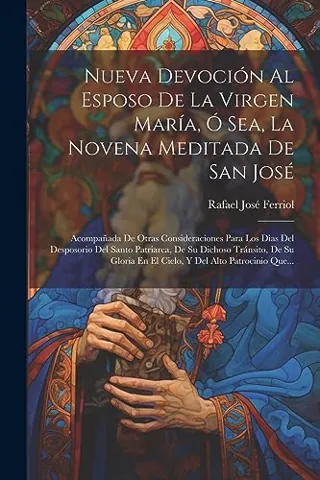 Nueva Devoción Al
Esposo De La Virgen
María, Ó Sea, La
Novena Meditada De
San José
Rafael José Ferriol
Acompañada De Otras Consideraciones Para Los Dias Del
Desposorio Del Santo Patriarca, De Su Dichoso Tránsito, De Su
Gloria En El Cielo, Y Del Alto Patrocinio Que...